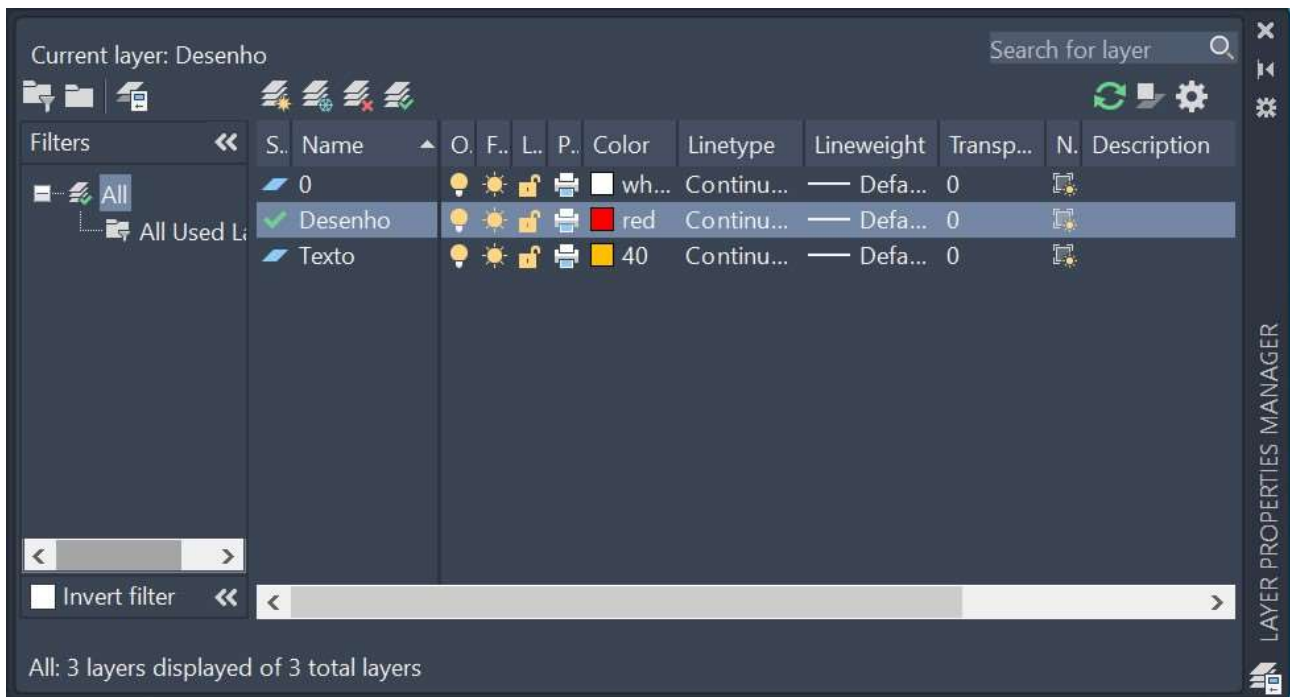 Current layer: Desenho
Search for layer
Filters
S.. Name O. F.. L.. P.. Color Linetype Lineweight Transp... N. Description
All
All Used La
0 wh... Continu... Defa... 0
Desenho red Continu... Defa... 0
Texto 40 Continu... Defa... 0
Invert filter
All: 3 layers displayed of 3 total layers
LAYER PROPERTIES MANAGER